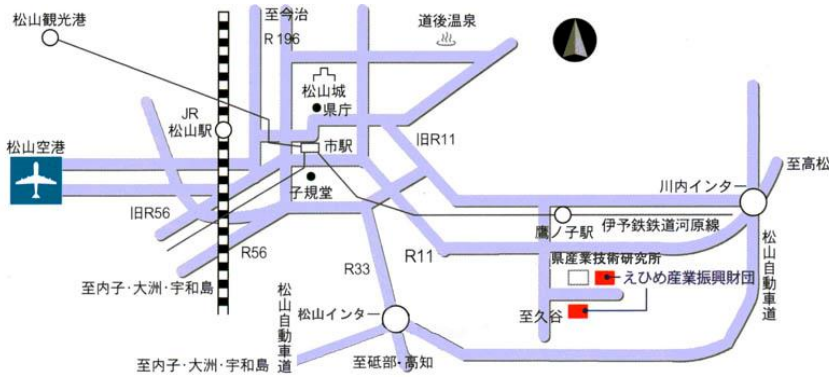 至今治
R 196
松山観光港
道後温泉
松山城
県庁
JR
松山駅
市駅
旧R11
松山空港
子規堂
至高松
川内インター
旧R56
伊予鉄鉄道河原線
鷹ノ子駅
R56
R33
R11
県産業技術研究所
えひめ産業振興財団
松山自動車道
至内子・大洲・宇和島
松山自動車道
松山インター
至久谷
至内子・大洲・宇和島
至砥部・高知